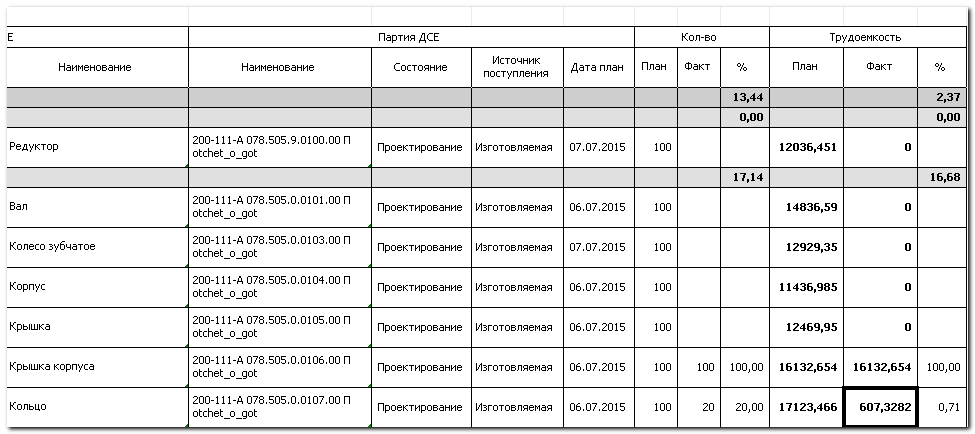 Е Партия ДСЕ Кол-во Трудоемкость
Наименование Наименование Состояние Источник поступления Дата план План Факт % План Факт %
13,44 2,37
0,00 0,00
Редуктор 200-111-А 078.505.9.0100.00 П otchet_o_got Проектирование Изготовляемая 07.07.2015 100 12036,451 0
17,14 16,68
Вал 200-111-А 078.505.0.0101.00 П otchet_o_got Проектирование Изготовляемая 06.07.2015 100 14836,59 0
Колесо зубчатое 200-111-А 078.505.0.0103.00 П otchet_o_got Проектирование Изготовляемая 07.07.2015 100 12929,35 0
Корпус 200-111-А 078.505.0.0104.00 П otchet_o_got Проектирование Изготовляемая 06.07.2015 100 11436,985 0
Крышка 200-111-А 078.505.0.0105.00 П otchet_o_got Проектирование Изготовляемая 06.07.2015 100 12469,95 0
Крышка корпуса 200-111-А 078.505.0.0106.00 П otchet_o_got Проектирование Изготовляемая 06.07.2015 100 100 100,00 16132,654 16132,654 100,00
Кольцо 200-111-А 078.505.0.0107.00 П otchet_o_got Проектирование Изготовляемая 06.07.2015 100 20 20,00 17123,466 607,3282 0,71